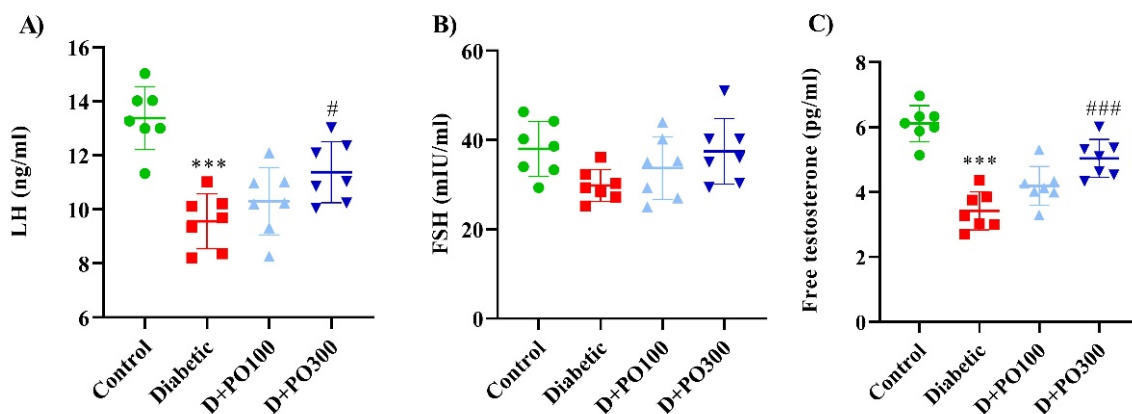 A)
LH (ng/ml)
16
14
12
10
8
6
***
#
Control
Diabetic
D+PO100
D+PO300
B)
FSH (mIU/ml)
60
40
20
0
Control
Diabetic
D+PO100
D+PO300
C)
Free testosterone (pg/ml)
8
6
4
2
0
***
###
Control
Diabetic
D+PO100
D+PO300